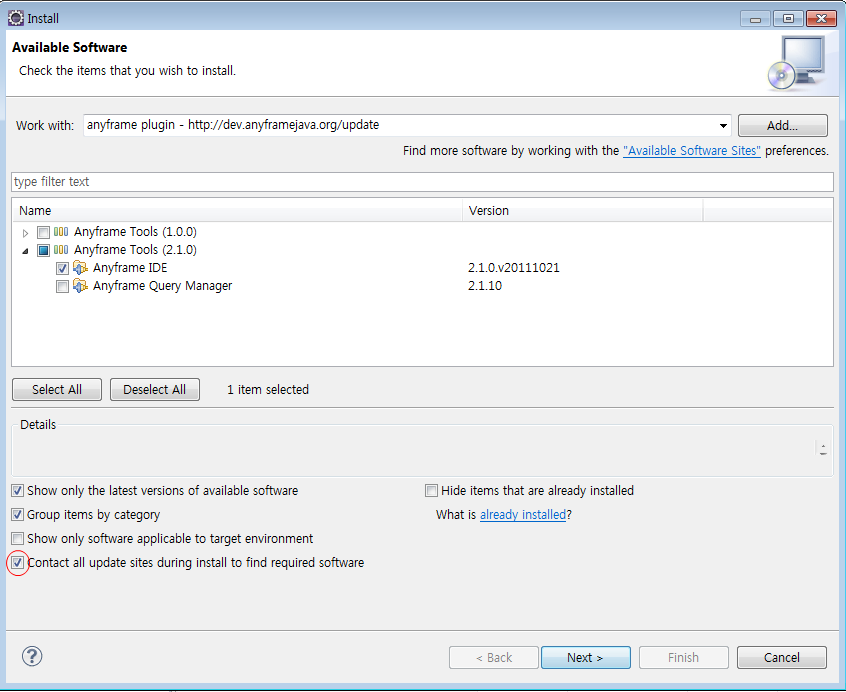 Install
Available Software
Check the items that you wish to install.
Work with: anyframe plugin - http://dev.anyframejava.org/update Add...
Find more software by working with the "Available Software Sites" preferences.
type filter text
Name Version
Anyframe Tools (1.0.0)
Anyframe Tools (2.1.0)
Anyframe IDE 2.1.0.v20111021
Anyframe Query Manager 2.1.10
Select All Deselect All 1 item selected
Details
Show only the latest versions of available software Hide items that are already installed
Group items by category What is already installed?
Show only software applicable to target environment
Contact all update sites during install to find required software
? < Back Next > Finish Cancel